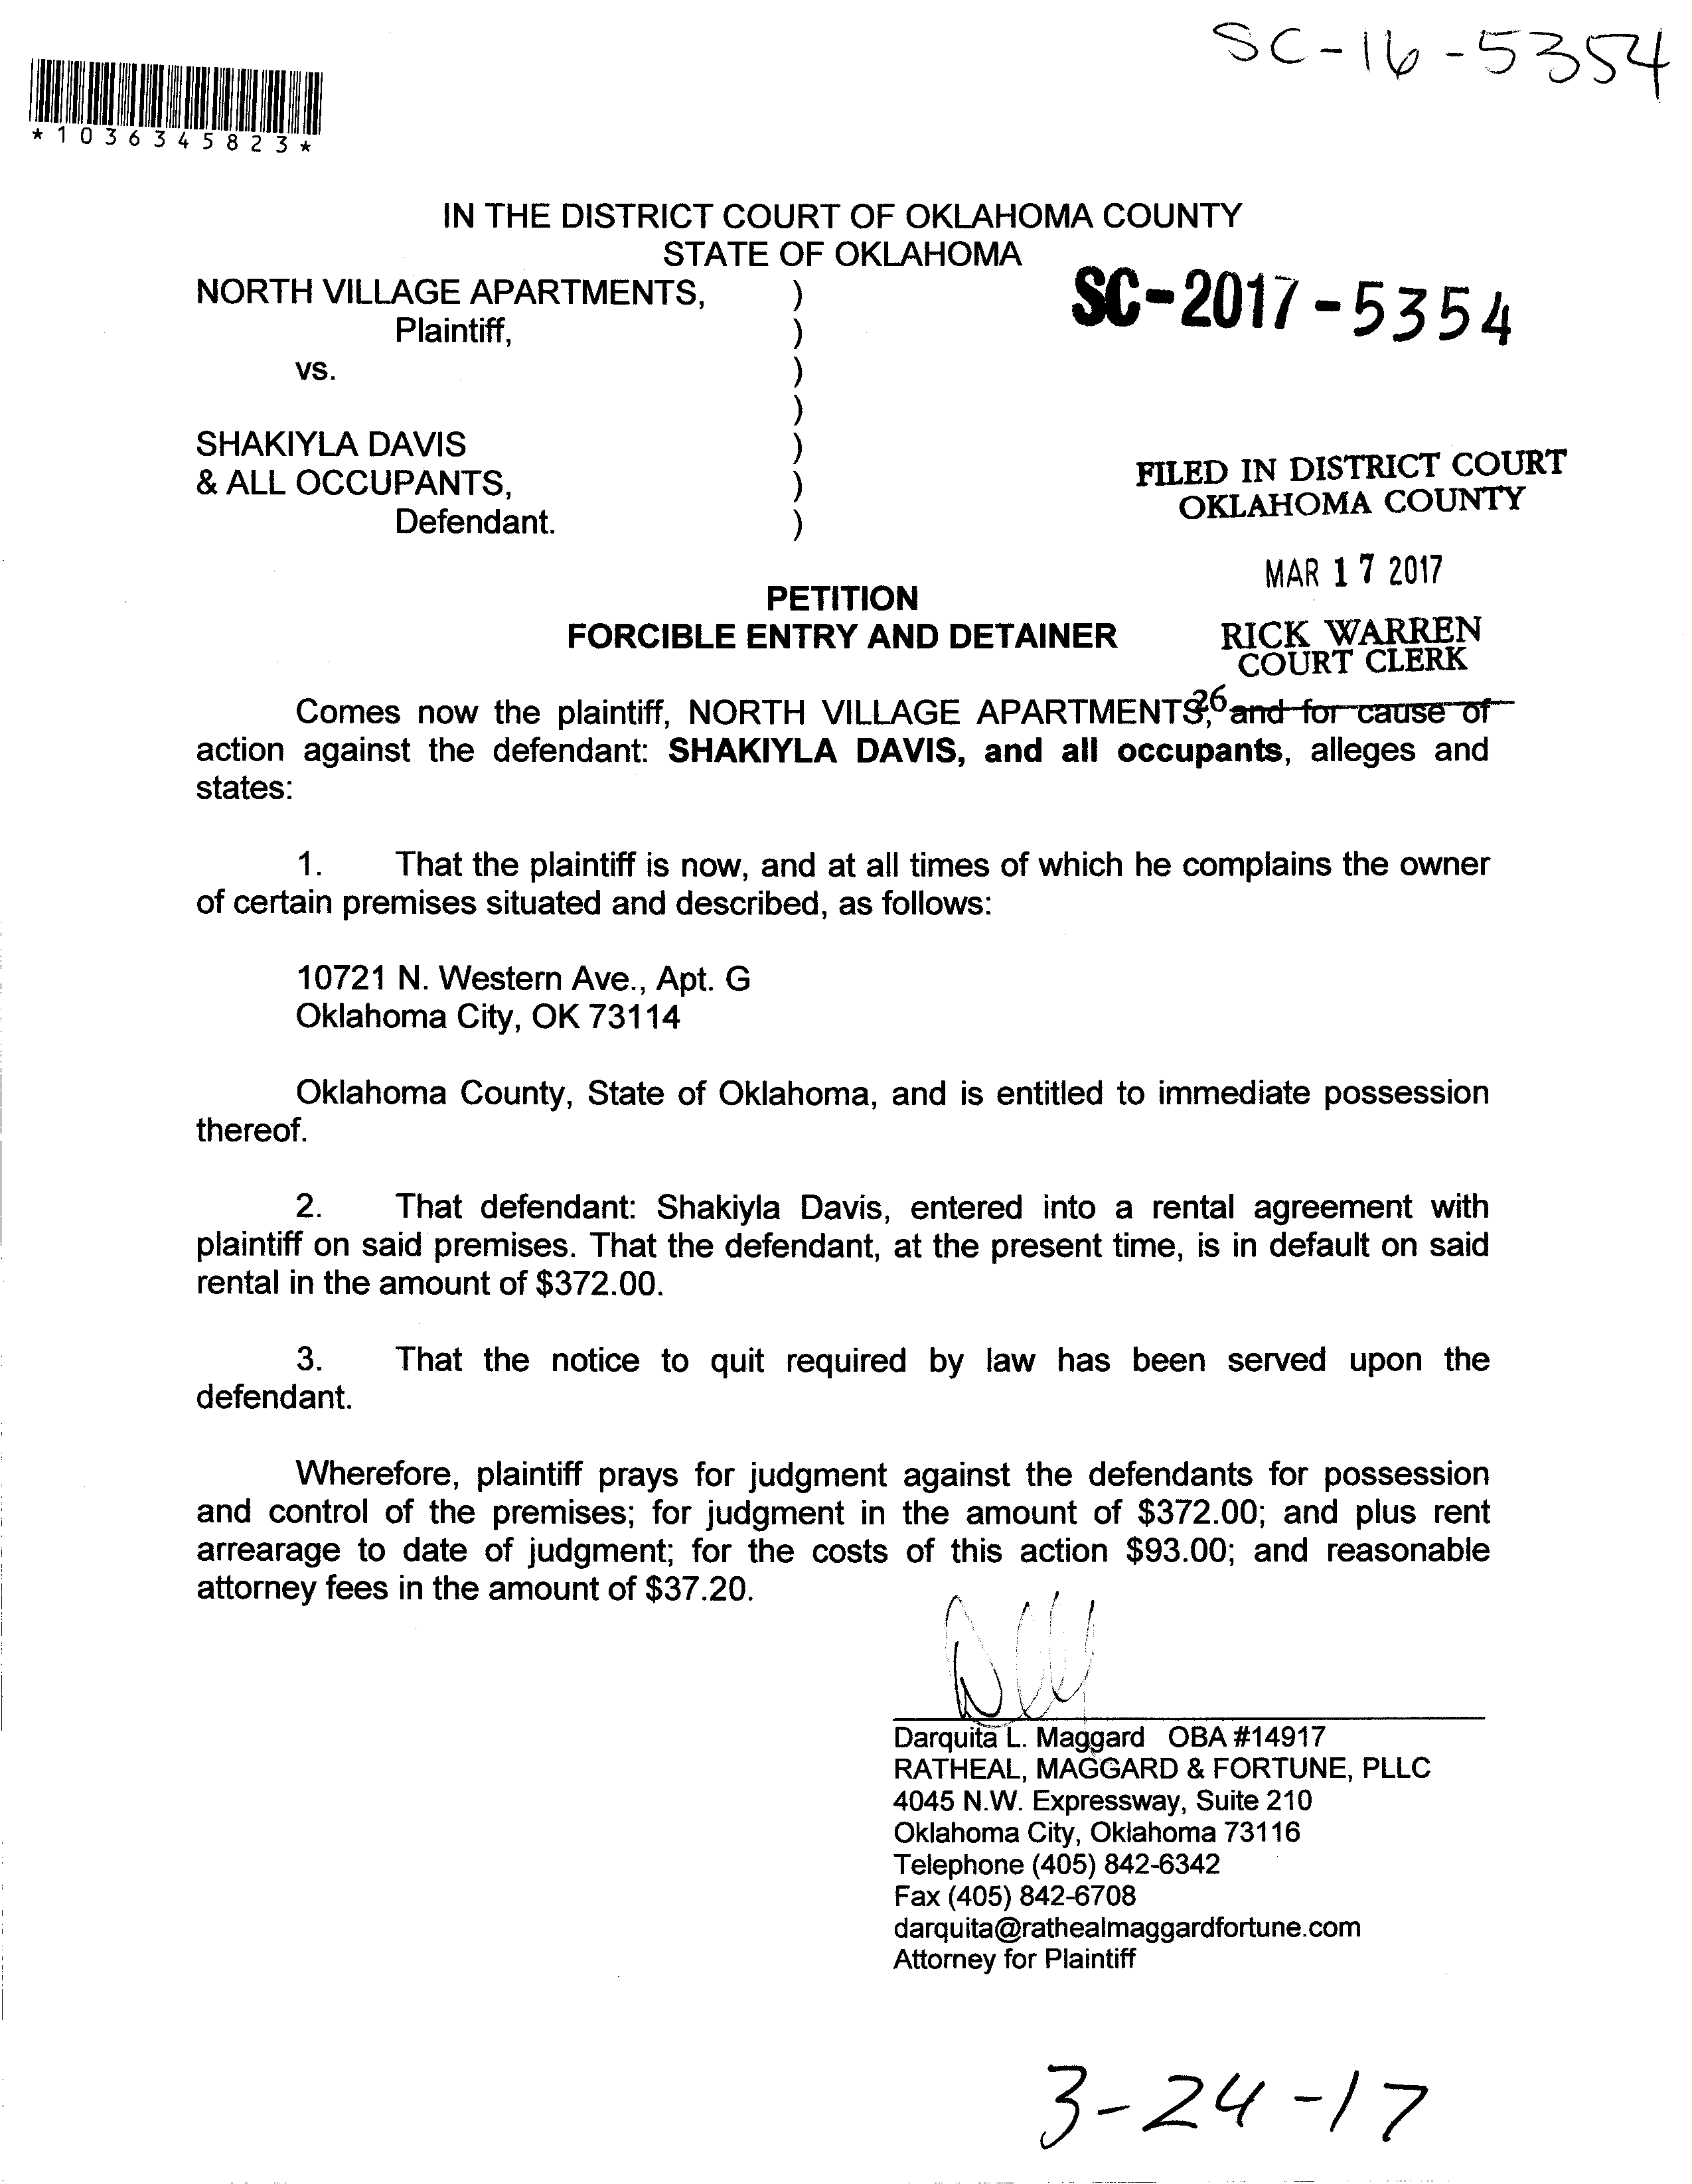 SC-16-5354
*1036345823*
IN THE DISTRICT COURT OF OKLAHOMA COUNTY
STATE OF OKLAHOMA
NORTH VILLAGE APARTMENTS, )
Plaintiff, )
SC-2017-5354
vs. )
)
SHAKIYLA DAVIS )
& ALL OCCUPANTS, )
Defendant. )
FILED IN DISTRICT COURT
OKLAHOMA COUNTY
MAR 17 2017
RICK WARREN
COURT CLERK
PETITION
FORCIBLE ENTRY AND DETAINER
36
Comes now the plaintiff, NORTH VILLAGE APARTMENTS, and for cause of
action against the defendant: SHAKIYLA DAVIS, and all occupants, alleges and
states:
1. That the plaintiff is now, and at all times of which he complains the owner
of certain premises situated and described, as follows:
10721 N. Western Ave., Apt. G
Oklahoma City, OK 73114
Oklahoma County, State of Oklahoma, and is entitled to immediate possession
thereof.
2. That defendant: Shakiyla Davis, entered into a rental agreement with
plaintiff on said premises. That the defendant, at the present time, is in default on said
rental in the amount of $372.00.
3. That the notice to quit required by law has been served upon the
defendant.
Wherefore, plaintiff prays for judgment against the defendants for possession
and control of the premises; for judgment in the amount of $372.00; and plus rent
arrearage to date of judgment; for the costs of this action $93.00; and reasonable
attorney fees in the amount of $37.20.
Darquita L. Maggard OBA #14917
RATHEAL, MAGGARD & FORTUNE, PLLC
4045 N.W. Expressway, Suite 210
Oklahoma City, Oklahoma 73116
Telephone (405) 842-6342
Fax (405) 842-6708
darquita@rathealmaggardfortune.com
Attorney for Plaintiff
3-24-17